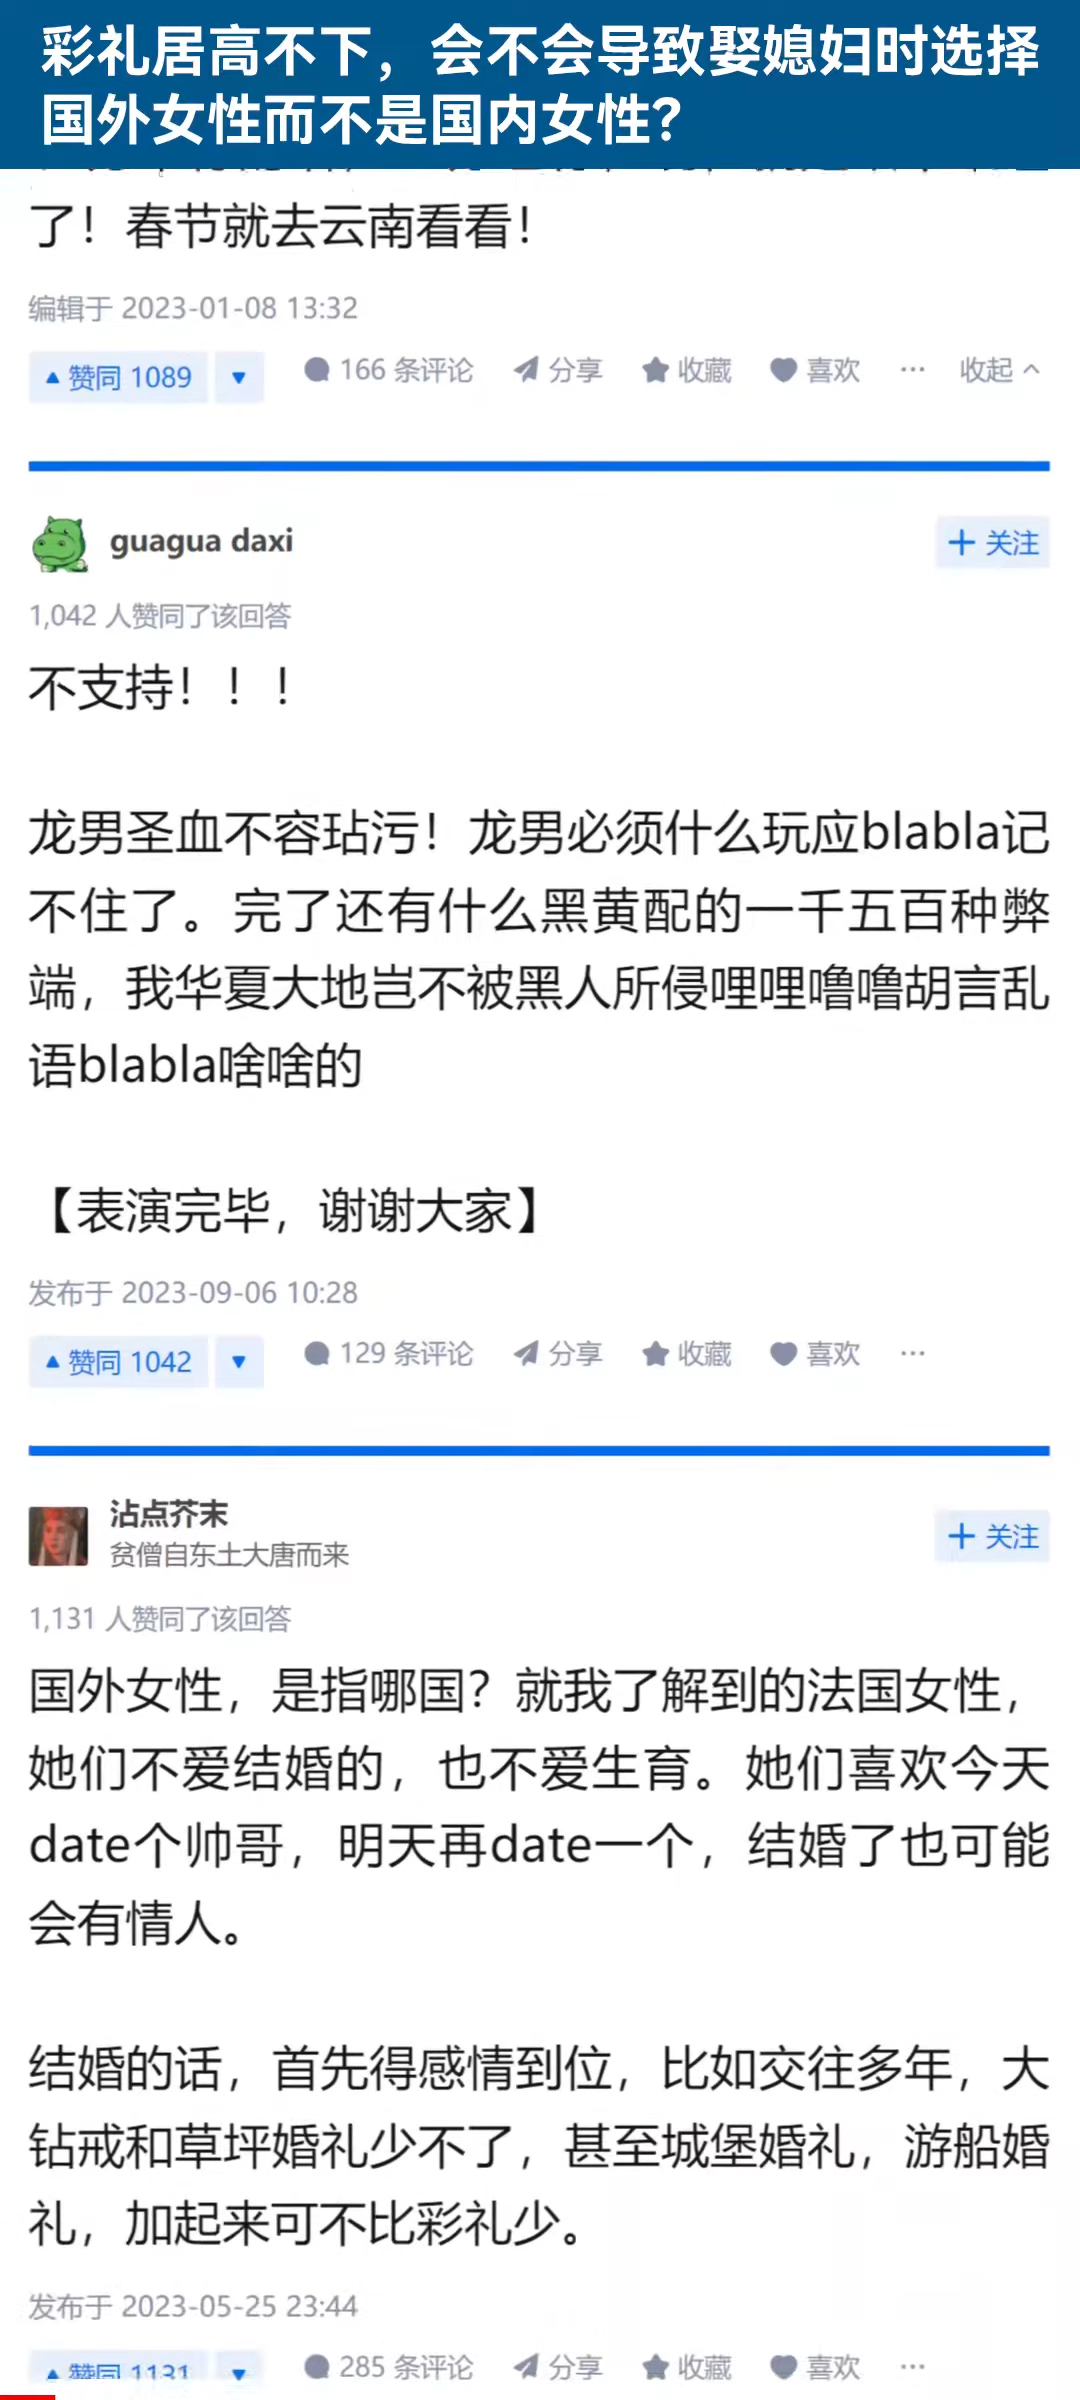 彩礼居高不下，会不会导致娶媳妇时选择
国外女性而不是国内女性？
了！春节就去云南看看！
编辑于 2023-01-08 13:32
赞同 1089
166 条评论 分享 收藏 喜欢 ··· 收起
guagua daxi
+ 关注
1,042 人赞同了该回答
不支持！！！
龙男圣血不容玷污！龙男必须什么玩应blabla记
不住了。完了还有什么黑黄配的一千五百种弊
端，我华夏大地岂不被黑人所侵哩哩噜噜胡言乱
语blabla啥啥的
【表演完毕，谢谢大家】
发布于 2023-09-06 10:28
赞同 1042
129 条评论 分享 收藏 喜欢 ···
沾点芥末
+ 关注
贫僧自东土大唐而来
1,131 人赞同了该回答
国外女性，是指哪国？就我了解到的法国女性，
她们不爱结婚的，也不爱生育。她们喜欢今天
date个帅哥，明天再date一个，结婚了也可能
会有情人。
结婚的话，首先得感情到位，比如交往多年，大
钻戒和草坪婚礼少不了，甚至城堡婚礼，游船婚
礼，加起来可不比彩礼少。
发布于 2023-05-25 23:44
赞同 1131
285 条评论 分享 收藏 喜欢 ···